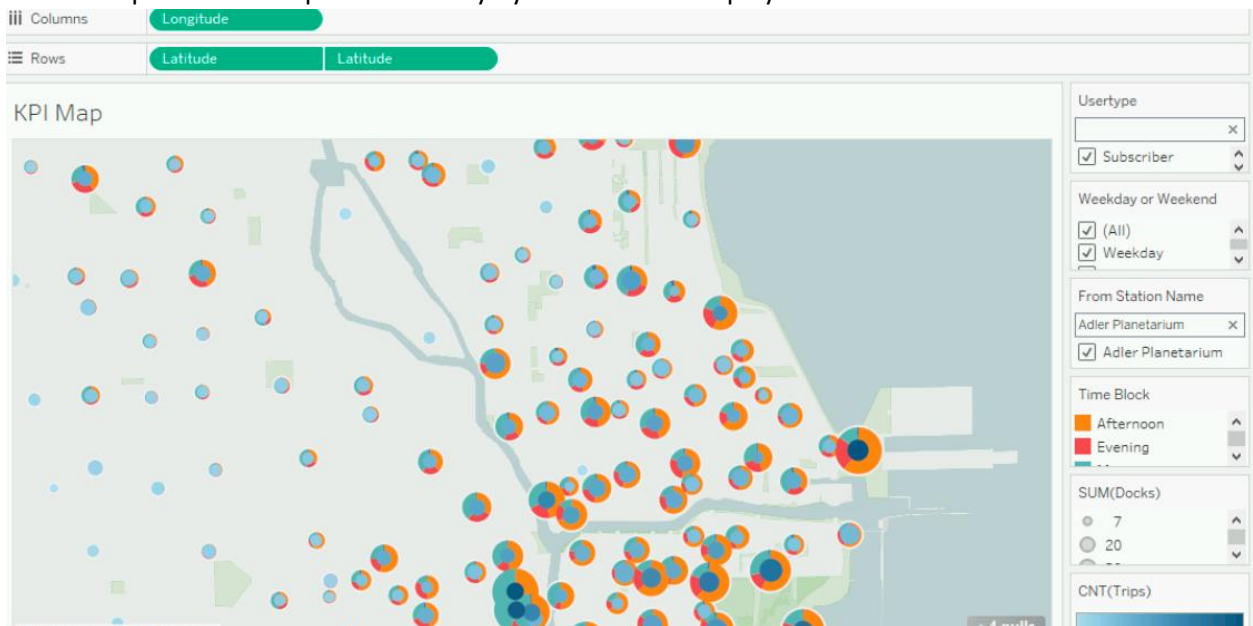 Columns
Longitude
Rows
Latitude
Latitude
KPI Map
Usertype
Subscriber
Weekday or Weekend
(All)
Weekday
From Station Name
Adler Planetarium
Adler Planetarium
Time Block
Afternoon
Evening
SUM(Docks)
7
20
CNT(Trips)